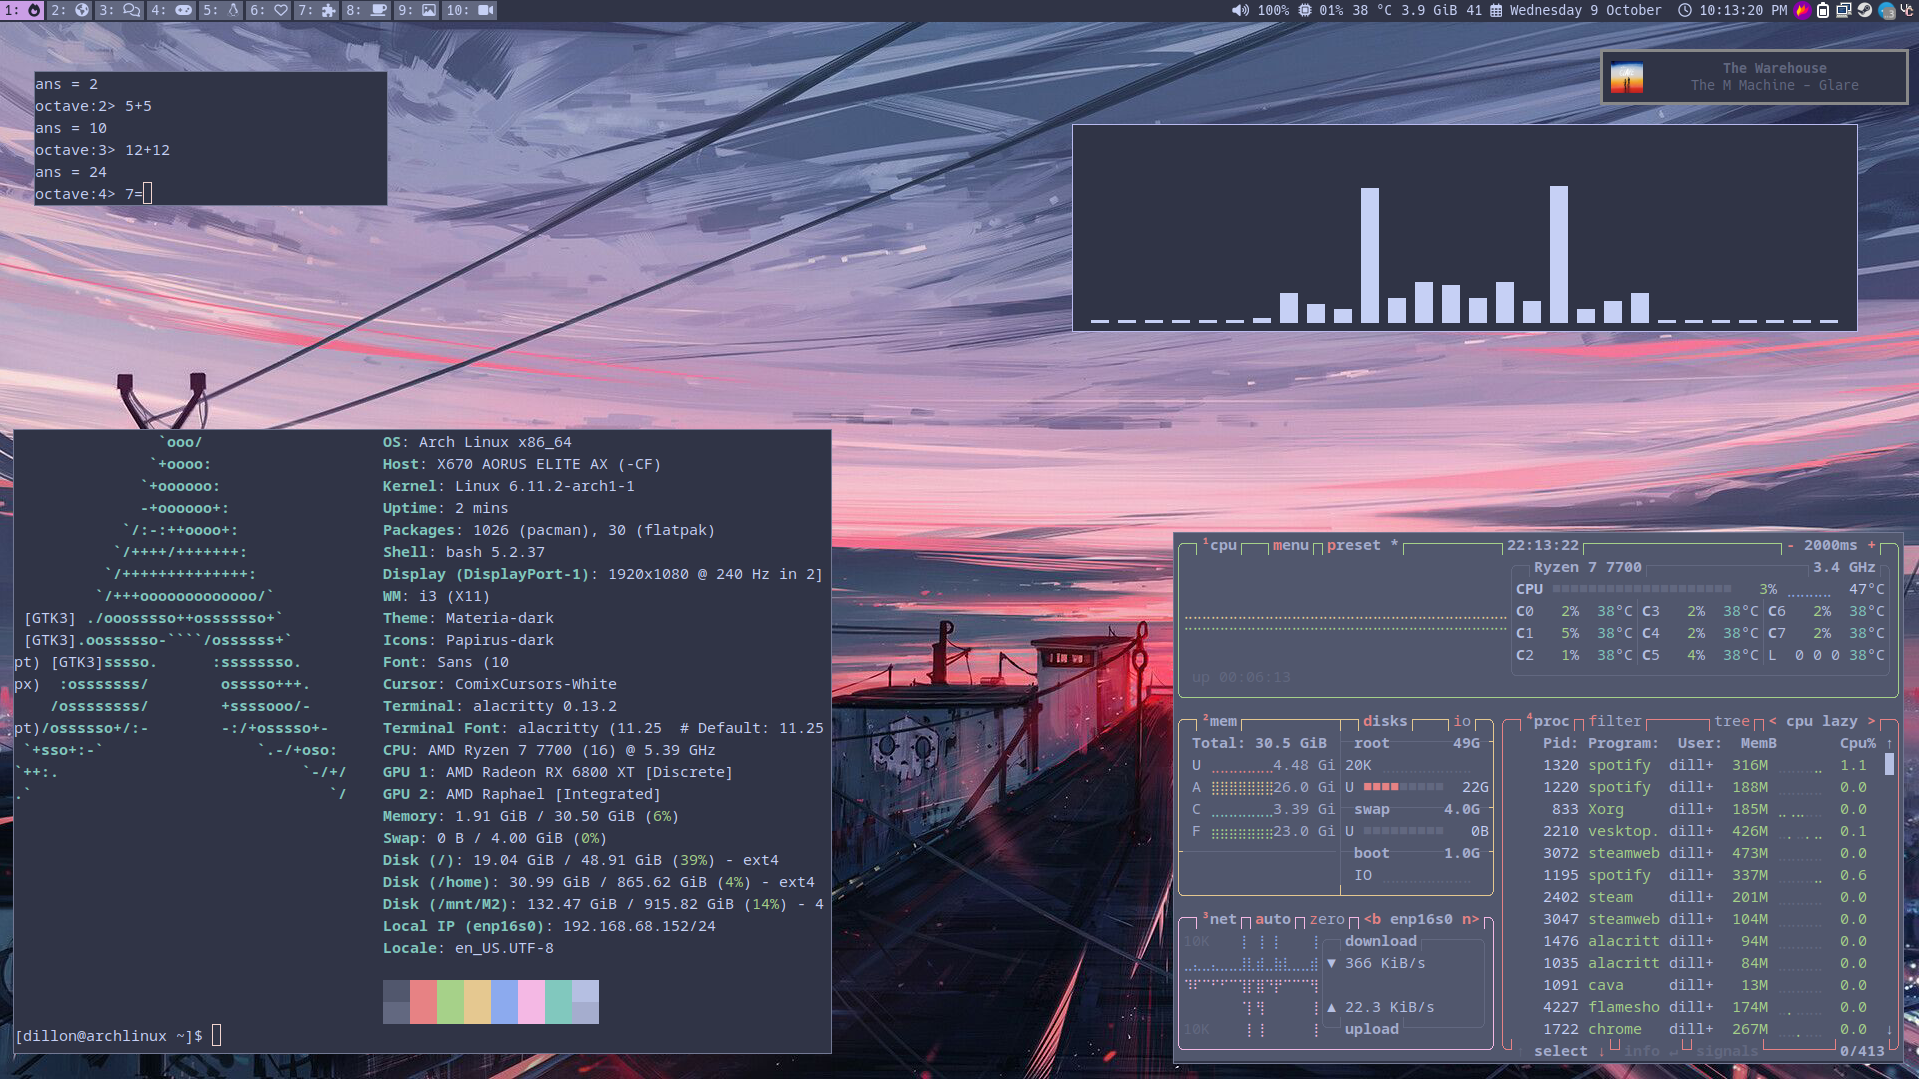 1: 2: 3: 4: 5: 6: 7: 8: 9: 10:
100% 01% 38 °C 3.9 GiB 41 Wednesday 9 October 10:13:20 PM
ans = 2
octave:2> 5+5
ans = 10
octave:3> 12+12
ans = 24
octave:4> 7=
The Warehouse
The M Machine - Glare
`ooo/ OS: Arch Linux x86_64
`+oooo: Host: X670 AORUS ELITE AX (-CF)
`+oooooo: Kernel: Linux 6.11.2-arch1-1
-+oooooo+: Uptime: 2 mins
`/:-:++oooo+: Packages: 1026 (pacman), 30 (flatpak)
`/++++/+++++++: Shell: bash 5.2.37
`/++++++++++++++: Display (DisplayPort-1): 1920x1080 @ 240 Hz in 2]
`/+++ooooooooooooo/` WM: i3 (X11)
[GTK3] ./ooosssso++osssssso+` Theme: Materia-dark
[GTK3].oossssso-````/ossssss+` Icons: Papirus-dark
pt) [GTK3]sssso. :ssssssso. Font: Sans (10
px) :osssssss/ osssso+++. Cursor: ComixCursors-White
/ossssssss/ +ssssooo/- Terminal: alacritty 0.13.2
pt)/ossssso+/:- -:/+osssso+- Terminal Font: alacritty (11.25 # Default: 11.25
`+sso+:-` `.-/+oso: CPU: AMD Ryzen 7 7700 (16) @ 5.39 GHz
`++:. `-/+/ GPU 1: AMD Radeon RX 6800 XT [Discrete]
.` `/ GPU 2: AMD Raphael [Integrated]
Memory: 1.91 GiB / 30.50 GiB (6%)
Swap: 0 B / 4.00 GiB (0%)
Disk (/): 19.04 GiB / 48.91 GiB (39%) - ext4
Disk (/home): 30.99 GiB / 865.62 GiB (4%) - ext4
Disk (/mnt/M2): 132.47 GiB / 915.82 GiB (14%) - 4
Local IP (enp16s0): 192.168.68.152/24
Locale: en_US.UTF-8
[dillon@archlinux ~]$
¹cpu menu preset * 22:13:22 - 2000ms +
Ryzen 7 7700 3.4 GHz
CPU 3% 47°C
C0 2% 38°C C3 2% 38°C C6 2% 38°C
C1 5% 38°C C4 2% 38°C C7 2% 38°C
C2 1% 38°C C5 4% 38°C L 0 0 0 38°C
up 00:06:13
²mem disks io
Total: 30.5 GiB root 49G
U 4.48 Gi 20K
A 26.0 Gi U 22G
C 3.39 Gi swap 4.0G
F 23.0 Gi U 0B
boot 1.0G
IO
³net auto zero <b enp16s0 n>
10K download
▼ 366 KiB/s
▲ 22.3 KiB/s
10K upload
⁴proc filter tree < cpu lazy >
Pid: Program: User: MemB Cpu% ↑
1320 spotify dill+ 316M 1.1
1220 spotify dill+ 188M 0.0
833 Xorg dill+ 185M 0.0
2210 vesktop. dill+ 426M 0.1
3072 steamweb dill+ 473M 0.0
1195 spotify dill+ 337M 0.6
2402 steam dill+ 201M 0.0
3047 steamweb dill+ 104M 0.0
1476 alacritt dill+ 94M 0.0
1035 alacritt dill+ 84M 0.0
1091 cava dill+ 13M 0.0
4227 flamesho dill+ 174M 0.0
1722 chrome dill+ 267M 0.0 ↓
↑ select ↓ info ↵ signals 0/413